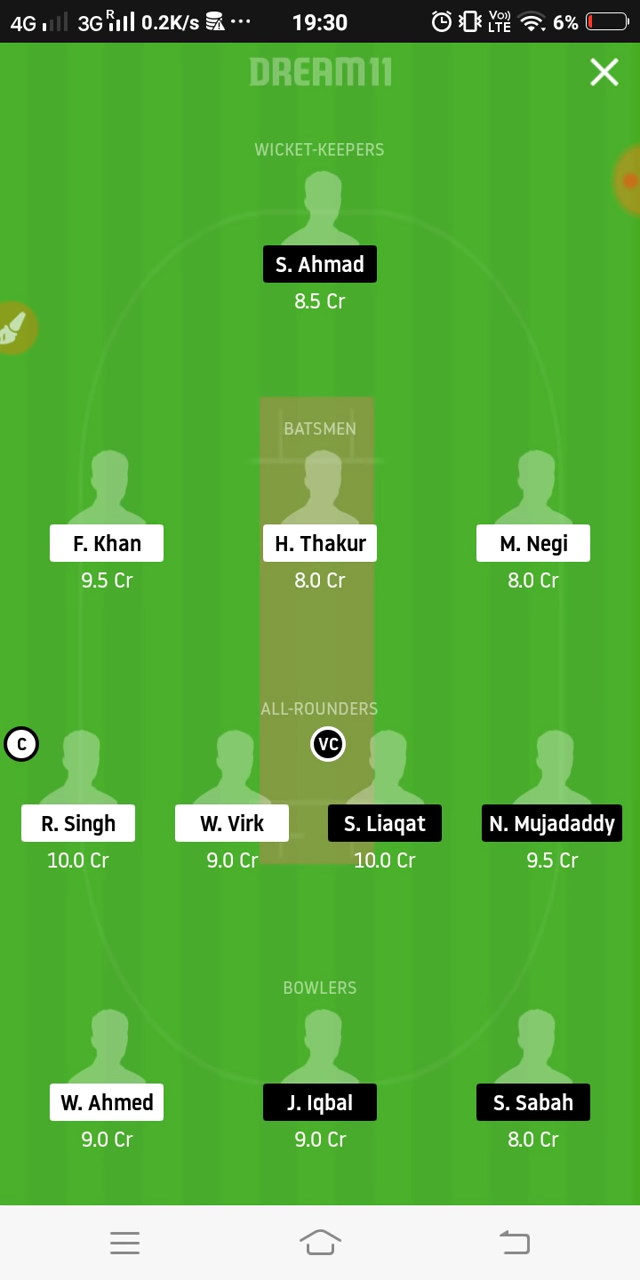 4G 3G R 0.2K/s ... 19:30 Vo) LTE 6%
DREAM11
WICKET-KEEPERS
S. Ahmad
8.5 Cr
BATSMEN
F. Khan H. Thakur M. Negi
9.5 Cr 8.0 Cr 8.0 Cr
ALL-ROUNDERS
C VC
R. Singh W. Virk S. Liaqat N. Mujadaddy
10.0 Cr 9.0 Cr 10.0 Cr 9.5 Cr
BOWLERS
W. Ahmed J. Iqbal S. Sabah
9.0 Cr 9.0 Cr 8.0 Cr